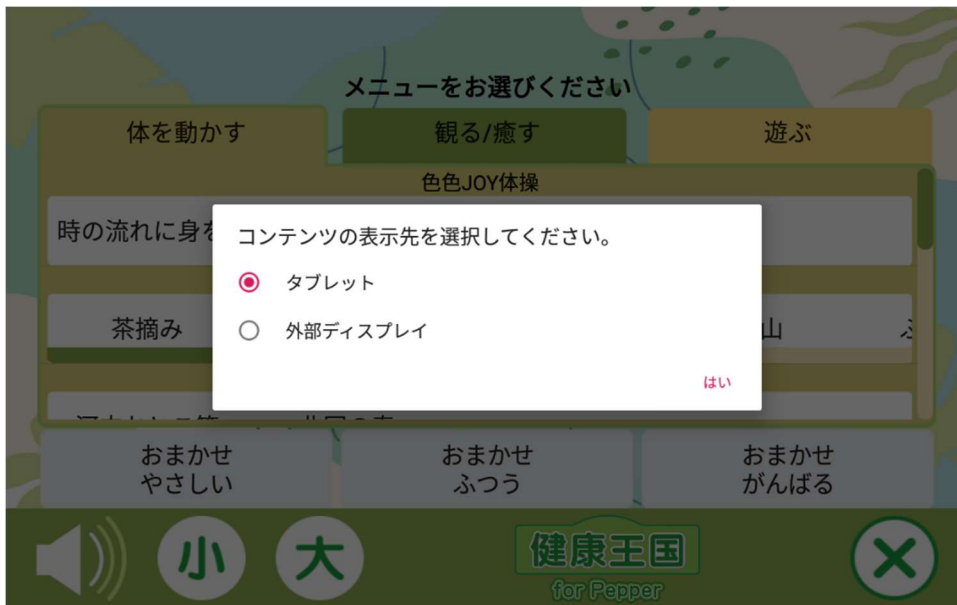 メニューをお選びください
体を動かす
観る/癒す
遊ぶ
色色JOY体操
時の流れに身を
コンテンツの表示先を選択してください。
タブレット
外部ディスプレイ
はい
茶摘み
山
おまかせ
やさしい
おまかせ
ふつう
おまかせ
がんばる
小
大
健康王国
for Pepper